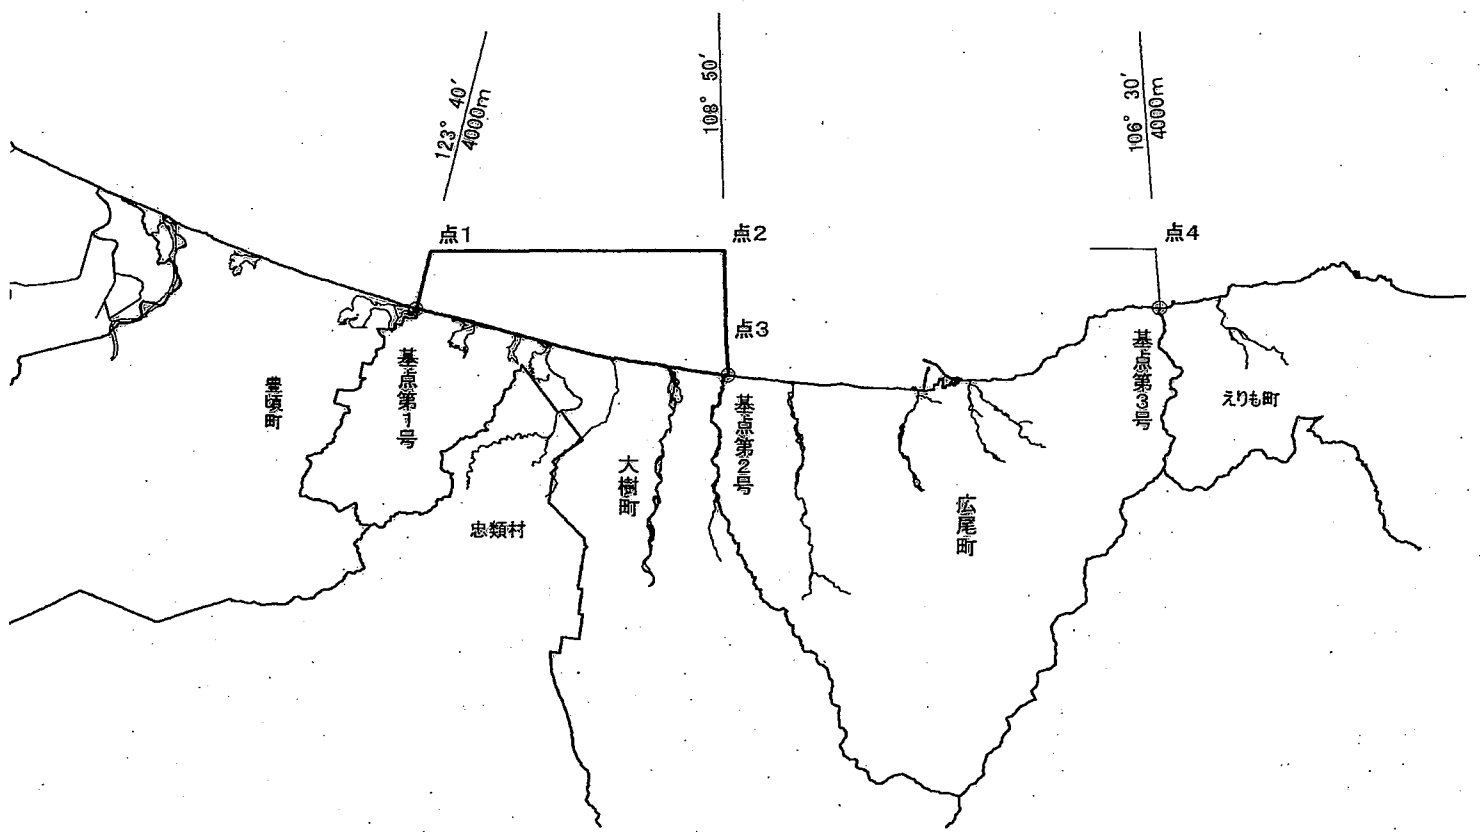 123° 40′
4000m
108° 50′
106° 30′
4000m
点1
点2
点4
点3
基点第1号
豊頃町
基点第2号
基点第3号
えりも町
大樹町
忠類村
広尾町